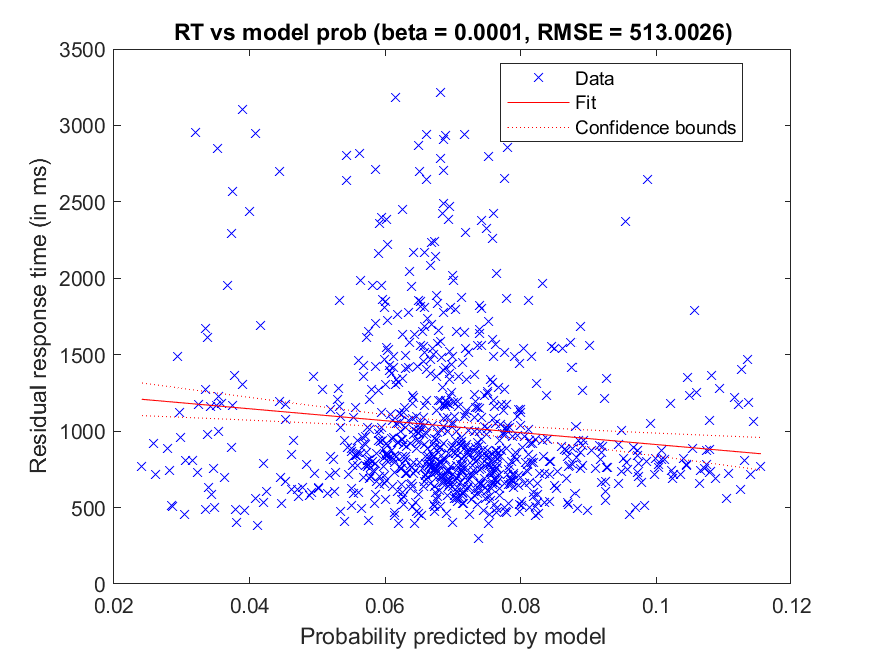 RT vs model prob (beta = 0.0001, RMSE = 513.0026)
Data
Fit
Confidence bounds
Residual response time (in ms)
3500
3000
2500
2000
1500
1000
500
0
0.02 0.04 0.06 0.08 0.1 0.12
Probability predicted by model